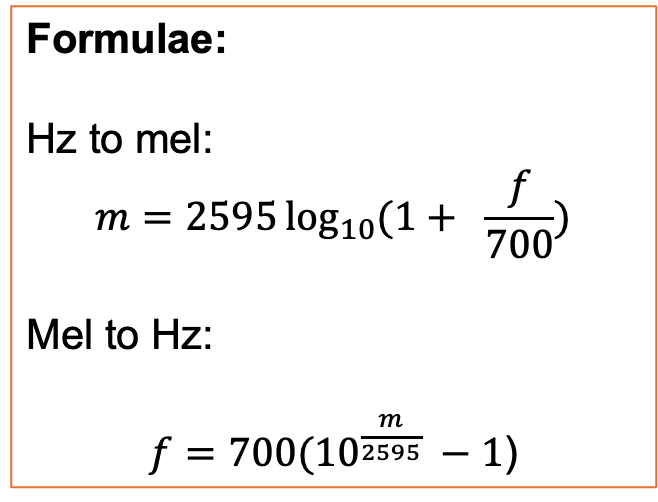 Formulae:
Hz to mel:
𝑚 = 2595 log₁₀(1 + 𝑓/700)
Mel to Hz:
𝑓 = 700(10^(𝑚/2595) − 1)